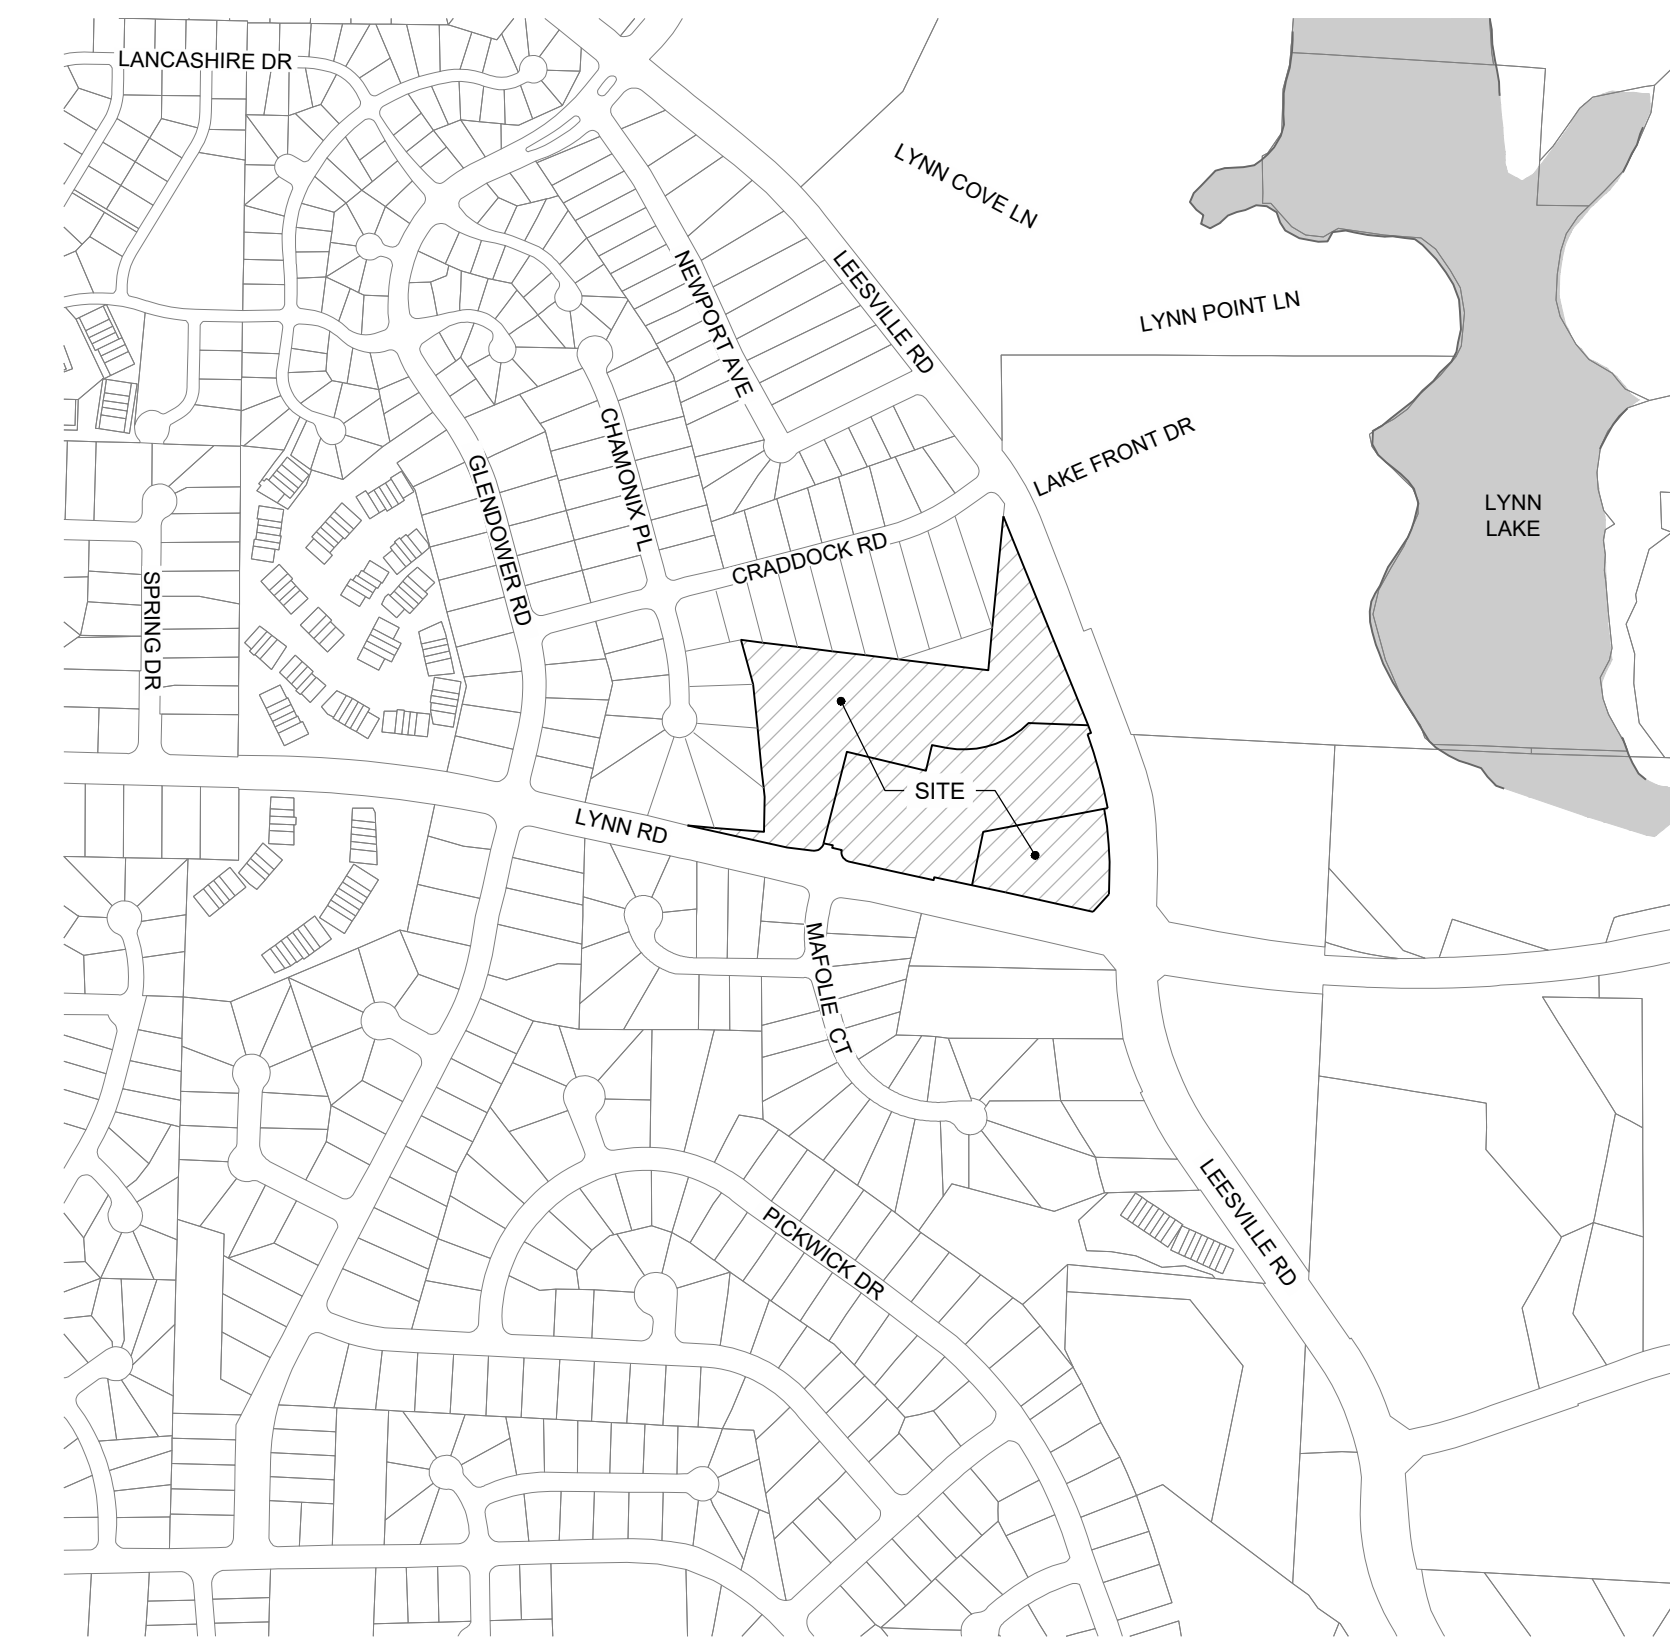 LANCASHIRE DR
LYNN COVE LN
NEWPORT AVE
LEESVILLE RD
LYNN POINT LN
CHAMONIX PL
GLENDOWER RD
LAKE FRONT DR
LYNN
LAKE
CRADDOCK RD
SPRING DR
SITE
LYNN RD
MAFOLIE CT
LEESVILLE RD
PICKWICK DR